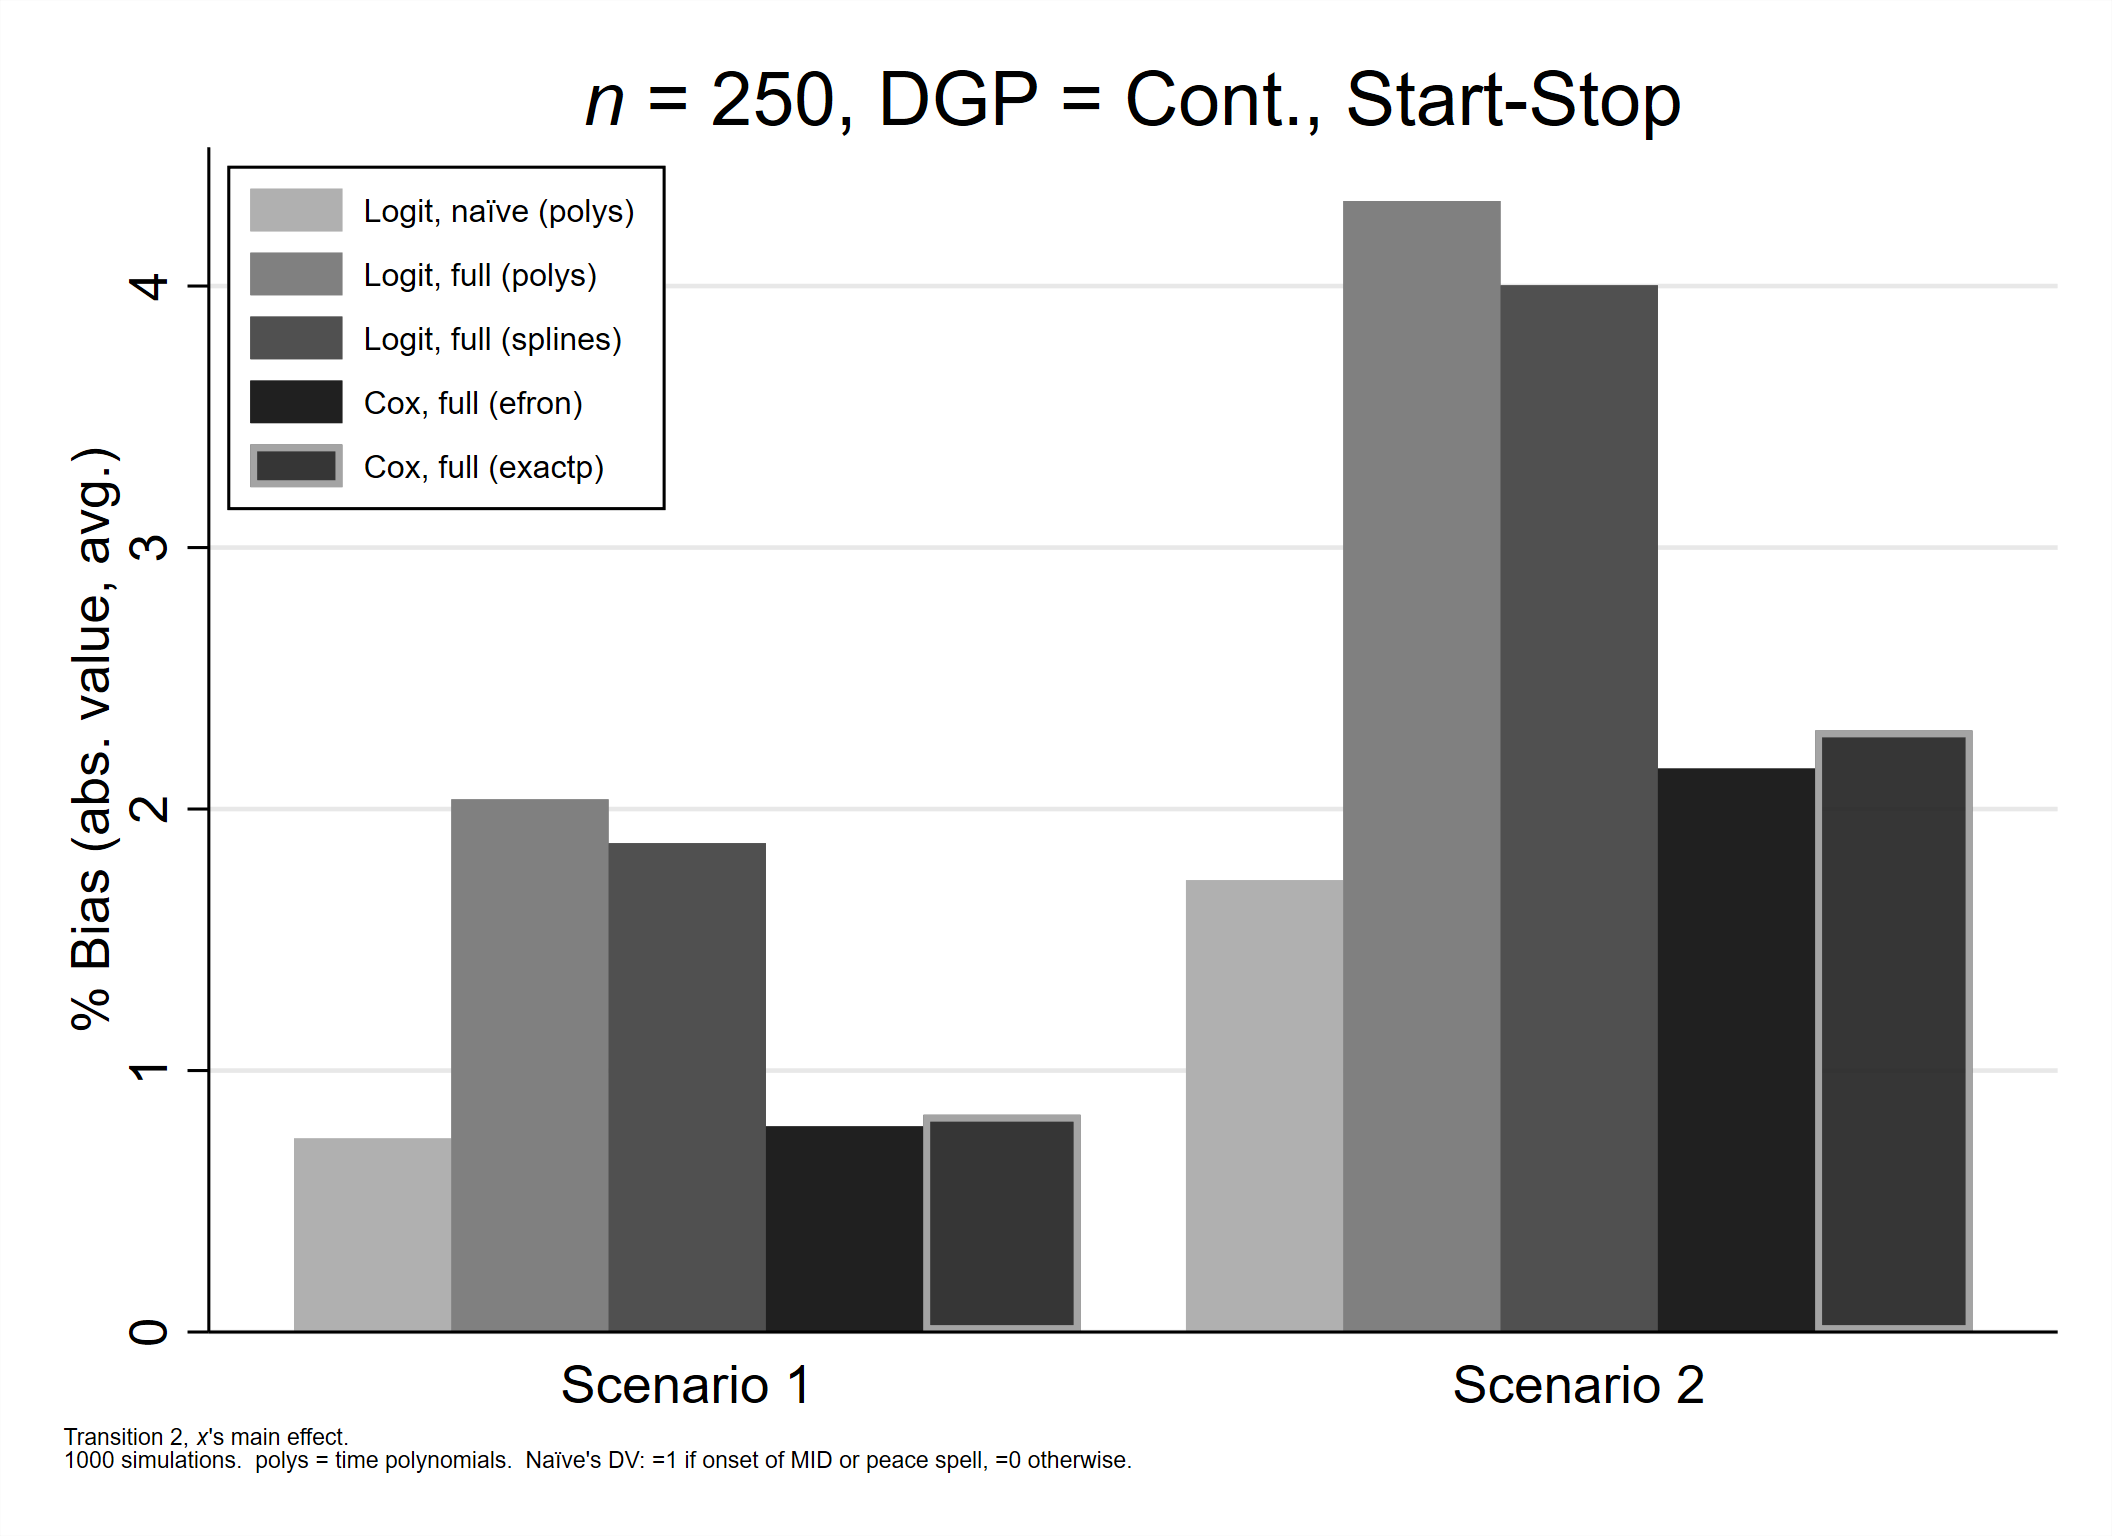 n = 250, DGP = Cont., Start-Stop
Logit, naïve (polys)
Logit, full (polys)
Logit, full (splines)
Cox, full (efron)
Cox, full (exactp)
% Bias (abs. value, avg.)
4
3
2
1
0
Scenario 1
Scenario 2
Transition 2, x's main effect.
1000 simulations.  polys = time polynomials.  Naïve's DV: =1 if onset of MID or peace spell, =0 otherwise.